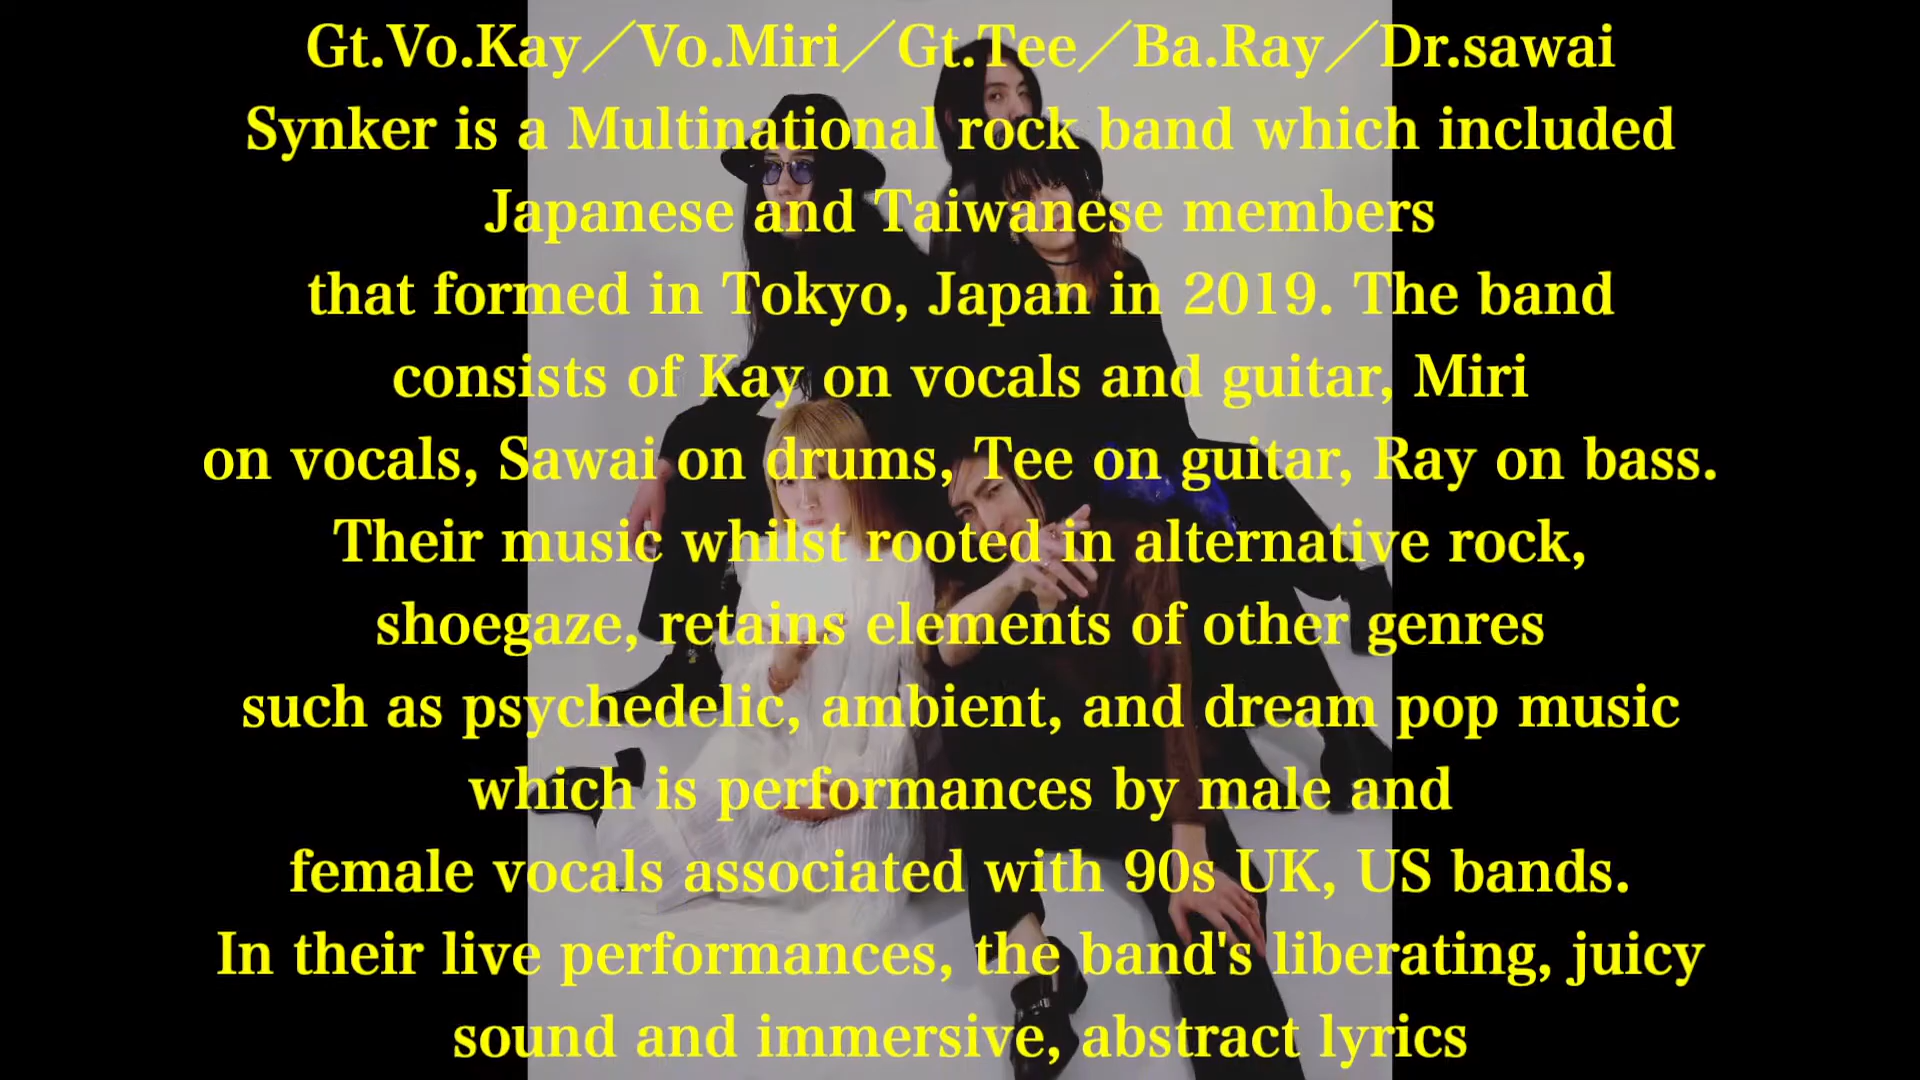 Gt.Vo.Kay／Vo.Miri／Gt.Tee／Ba.Ray／Dr.sawai
Synker is a Multinational rock band which included
Japanese and Taiwanese members
that formed in Tokyo, Japan in 2019. The band
consists of Kay on vocals and guitar, Miri
on vocals, Sawai on drums, Tee on guitar, Ray on bass.
Their music whilst rooted in alternative rock,
shoegaze, retains elements of other genres
such as psychedelic, ambient, and dream pop music
which is performances by male and
female vocals associated with 90s UK, US bands.
In their live performances, the band's liberating, juicy
sound and immersive, abstract lyrics